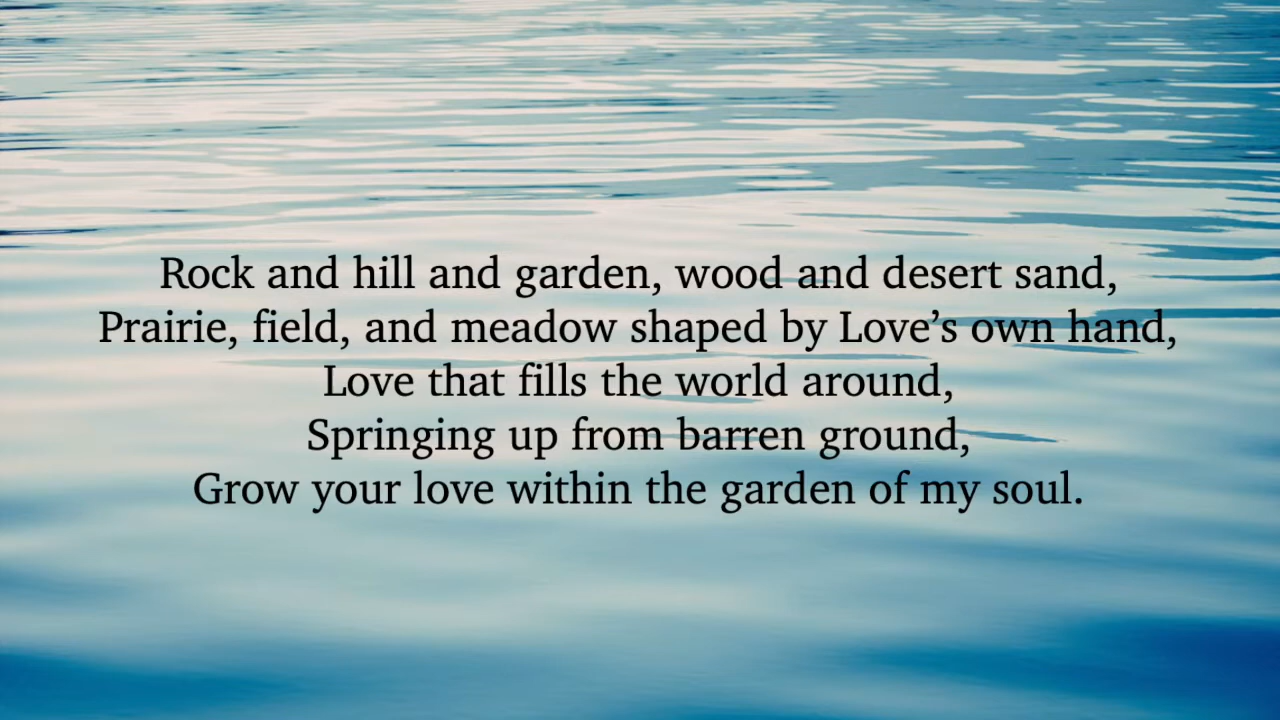 Rock and hill and garden, wood and desert sand,
Prairie, field, and meadow shaped by Love’s own hand,
Love that fills the world around,
Springing up from barren ground,
Grow your love within the garden of my soul.